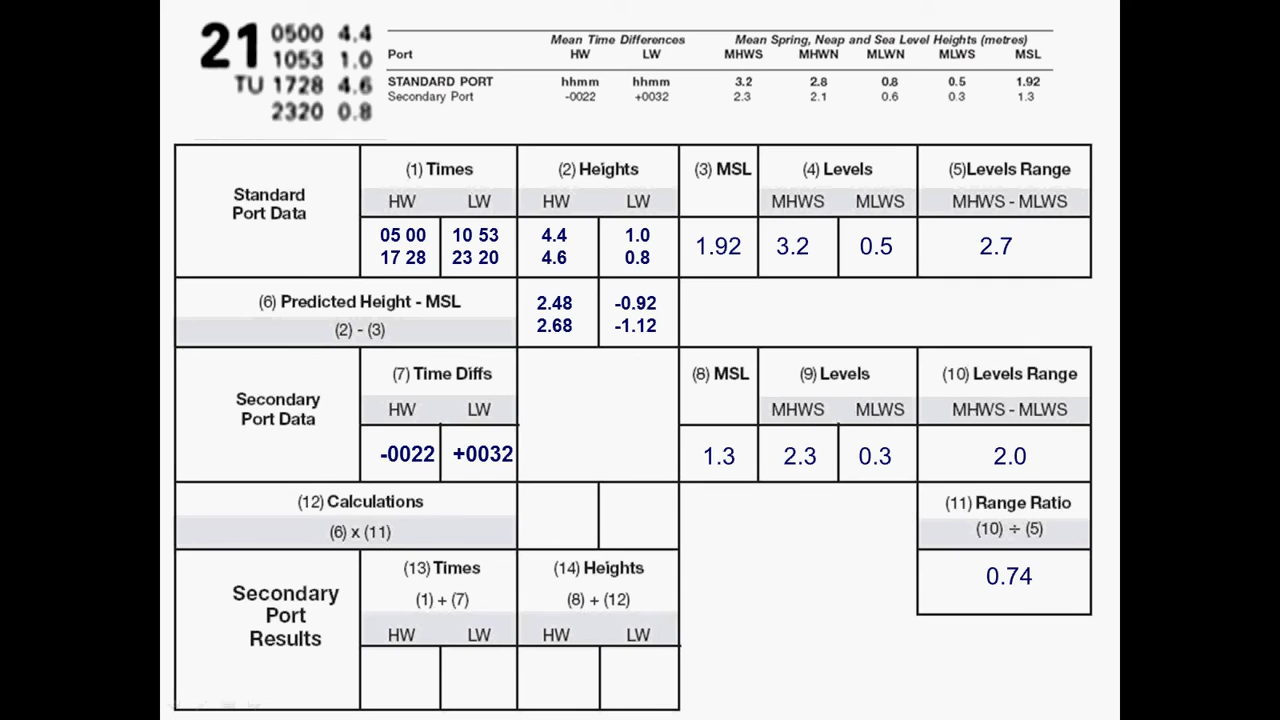 21 0500 4.4
1053 1.0
TU 1728 4.6
2320 0.8
Mean Time Differences Mean Spring, Neap and Sea Level Heights (metres)
Port HW LW MHWS MHWN MLWN MLWS MSL
STANDARD PORT hhmm hhmm 3.2 2.8 0.8 0.5 1.92
Secondary Port -0022 +0032 2.3 2.1 0.6 0.3 1.3
Standard Port Data
(1) Times (2) Heights (3) MSL (4) Levels (5)Levels Range
HW LW HW LW MHWS MLWS MHWS - MLWS
05 00 10 53 4.4 1.0 1.92 3.2 0.5 2.7
17 28 23 20 4.6 0.8
(6) Predicted Height - MSL 2.48 -0.92
(2) - (3) 2.68 -1.12
Secondary Port Data
(7) Time Diffs (8) MSL (9) Levels (10) Levels Range
HW LW MHWS MLWS MHWS - MLWS
-0022 +0032 1.3 2.3 0.3 2.0
(12) Calculations (11) Range Ratio
(6) x (11) (10) ÷ (5)
0.74
Secondary
Port
Results
(13) Times (14) Heights
(1) + (7) (8) + (12)
HW LW HW LW